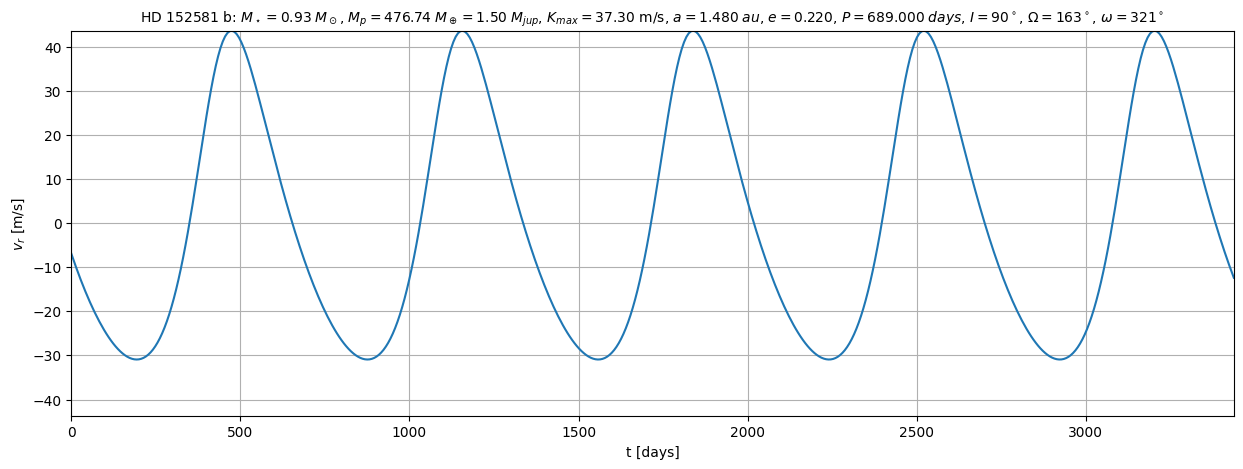 HD 152581 b: M⋆ = 0.93 M⊙, Mp = 476.74 M⊕ = 1.50 Mjup, Kmax = 37.30 m/s, a = 1.480 au, e = 0.220, P = 689.000 days, I = 90°, Ω = 163°, ω = 321°
40
30
20
10
0
−10
−20
−30
−40
vr [m/s]
0 500 1000 1500 2000 2500 3000
t [days]